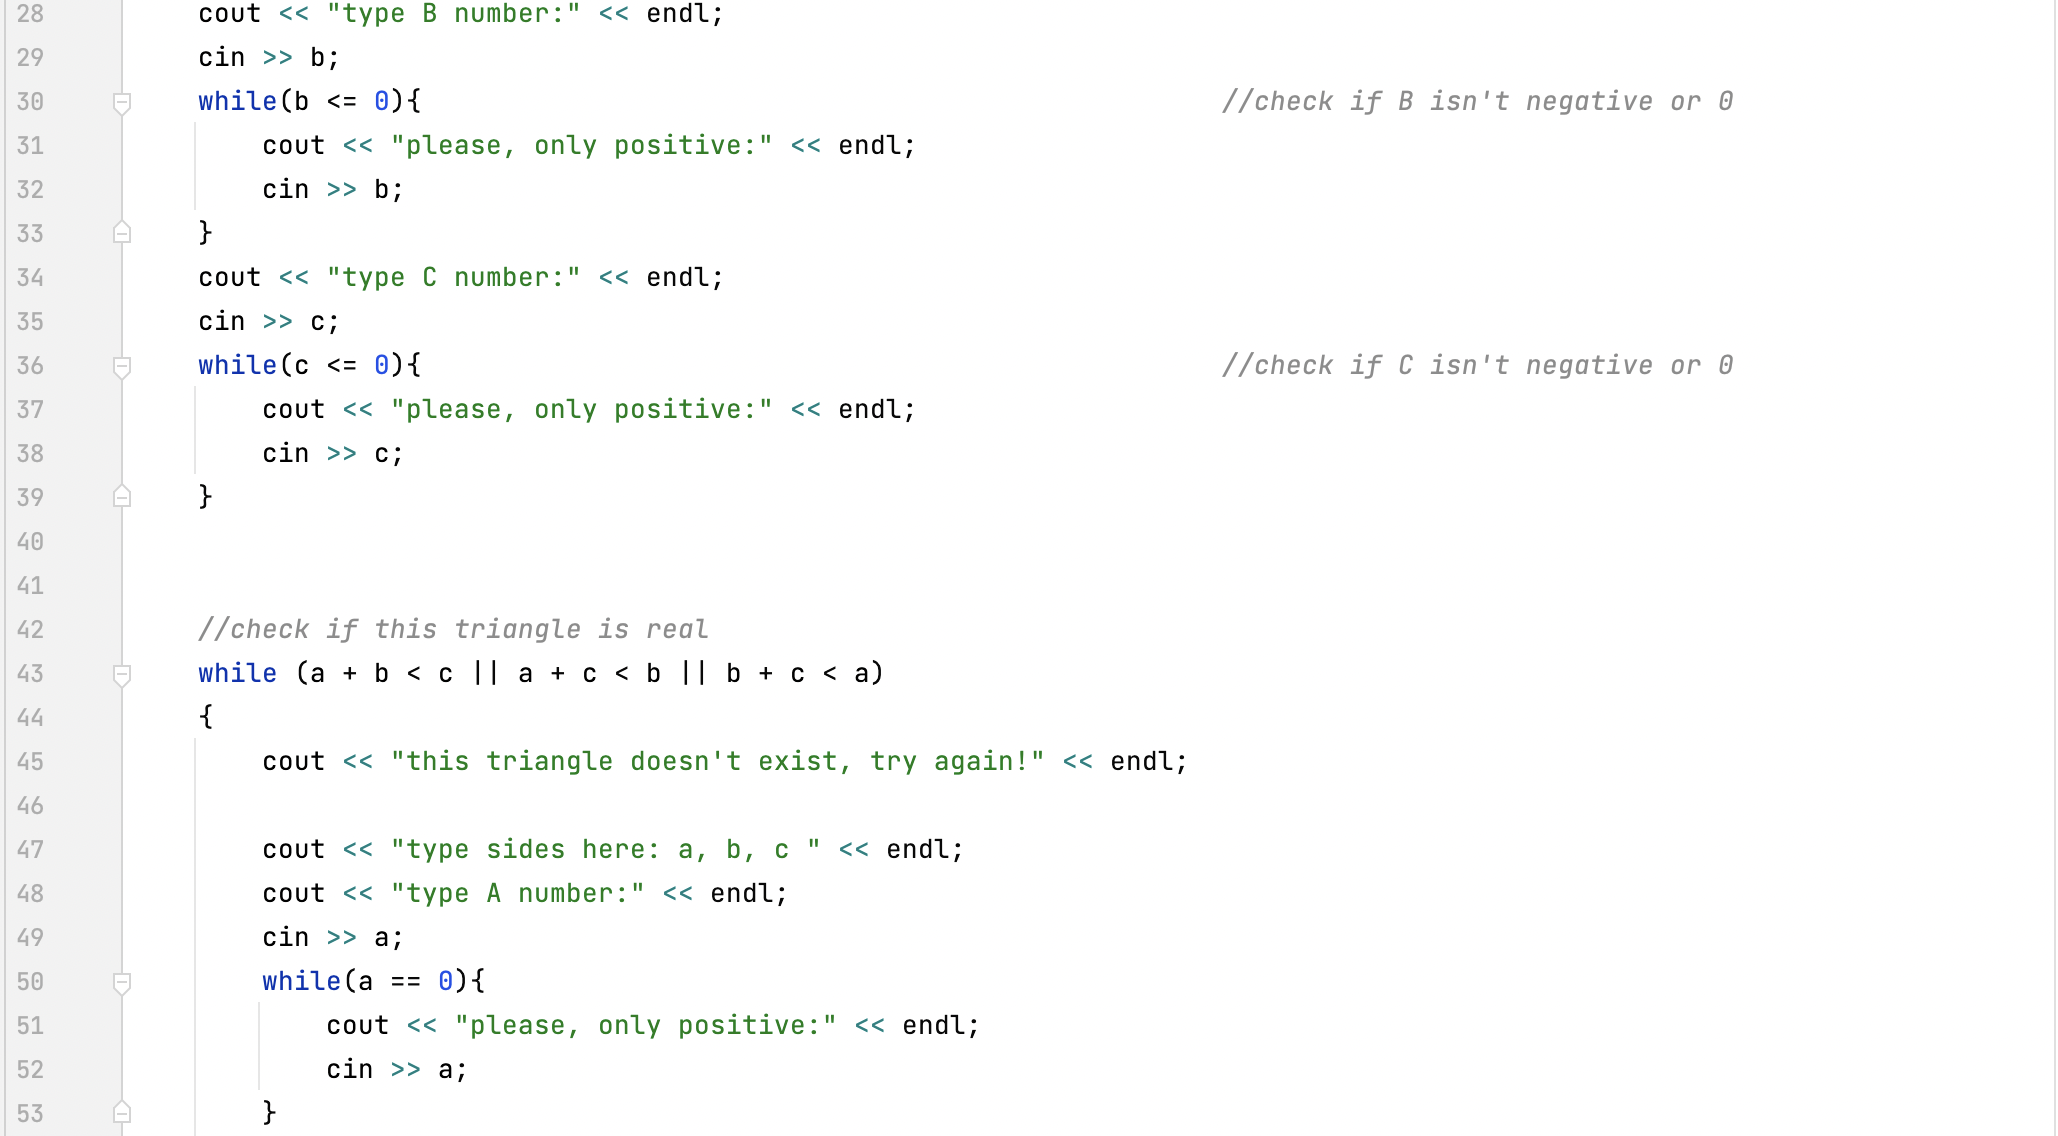 28 cout << "type B number:" << endl;
29 cin >> b;
30 while(b <= 0){ //check if B isn't negative or 0
31 cout << "please, only positive:" << endl;
32 cin >> b;
33 }
34 cout << "type C number:" << endl;
35 cin >> c;
36 while(c <= 0){ //check if C isn't negative or 0
37 cout << "please, only positive:" << endl;
38 cin >> c;
39 }
40
41
42 //check if this triangle is real
43 while (a + b < c || a + c < b || b + c < a)
44 {
45 cout << "this triangle doesn't exist, try again!" << endl;
46
47 cout << "type sides here: a, b, c " << endl;
48 cout << "type A number:" << endl;
49 cin >> a;
50 while(a == 0){
51 cout << "please, only positive:" << endl;
52 cin >> a;
53 }